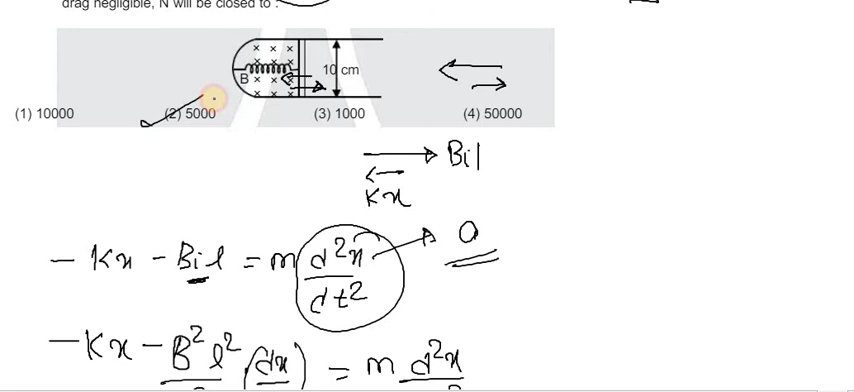 drag negligible, N will be closed to :
B 10 cm
(1) 10000 (2) 5000 (3) 1000 (4) 50000
Bil
Kx
- Kx - Bil = m d²x/dt² → a
- Kx - B²l² (dx) = m d²x